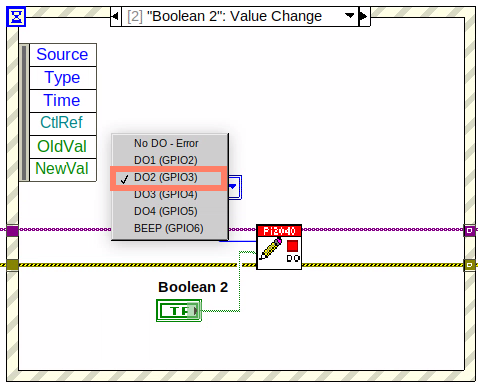 [2] "Boolean 2": Value Change
Source
Type
Time
CtlRef
OldVal
NewVal
No DO - Error
DO1 (GPIO2)
DO2 (GPIO3)
DO3 (GPIO4)
DO4 (GPIO5)
BEEP (GPIO6)
DO
Boolean 2
TF